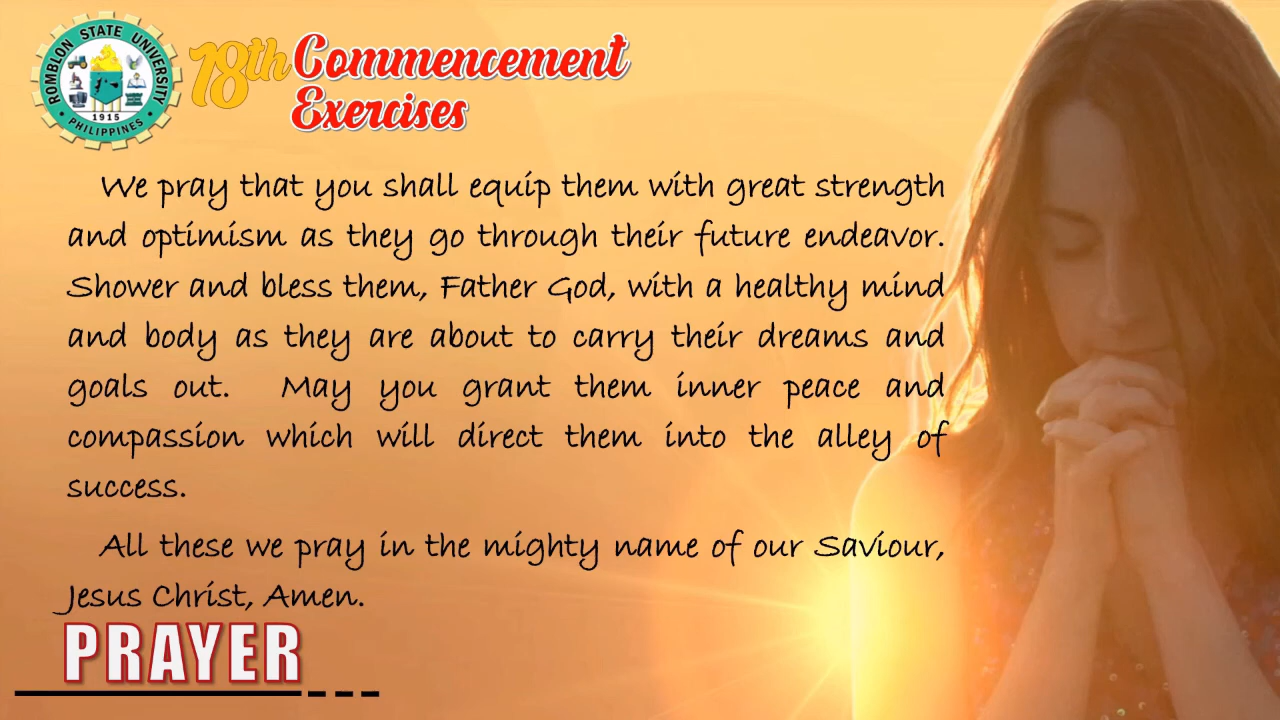 ROMBLON STATE UNIVERSITY
1915
PHILIPPINES
78th Commencement
Exercises
We pray that you shall equip them with great strength
and optimism as they go through their future endeavor.
Shower and bless them, Father God, with a healthy mind
and body as they are about to carry their dreams and
goals out. May you grant them inner peace and
compassion which will direct them into the alley of
success.
All these we pray in the mighty name of our Saviour,
Jesus Christ, Amen.
PRAYER